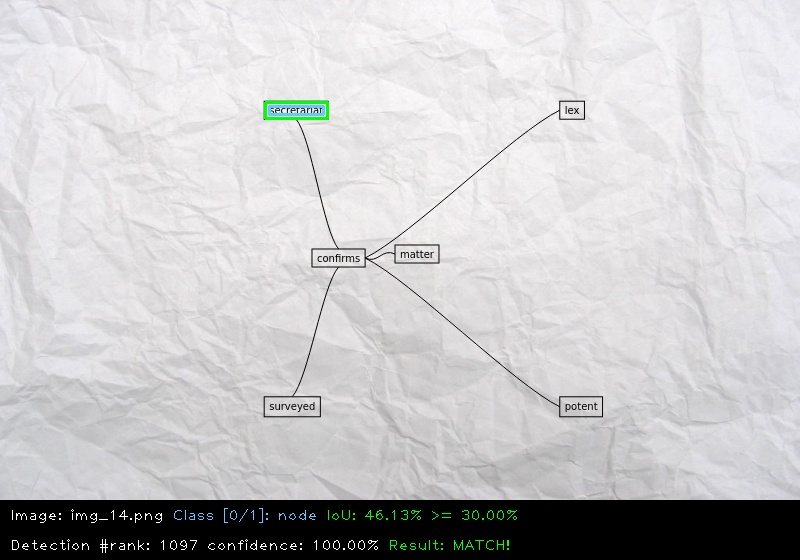 secretariat
lex
confirms
matter
surveyed
potent
Image: img_14.png Class [0/1]: node IoU: 46.13% >= 30.00%
Detection #rank: 1097 confidence: 100.00% Result: MATCH!